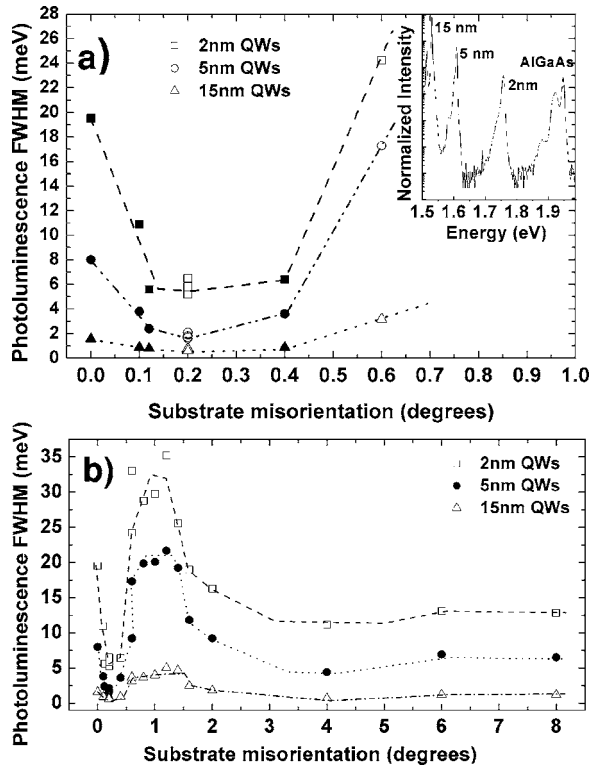 a)
Photoluminescence FWHM (meV)
28
26
24
22
20
18
16
14
12
10
8
6
4
2
0
2nm QWs
5nm QWs
15nm QWs
0.0 0.1 0.2 0.3 0.4 0.5 0.6 0.7 0.8 0.9 1.0
Substrate misorientation (degrees)
Normalized Intensity
15 nm
5 nm
2nm
AlGaAs
1.5 1.6 1.7 1.8 1.9
Energy (eV)
b)
Photoluminescence FWHM (meV)
35
30
25
20
15
10
5
0
2nm QWs
5nm QWs
15nm QWs
0 1 2 3 4 5 6 7 8
Substrate misorientation (degrees)